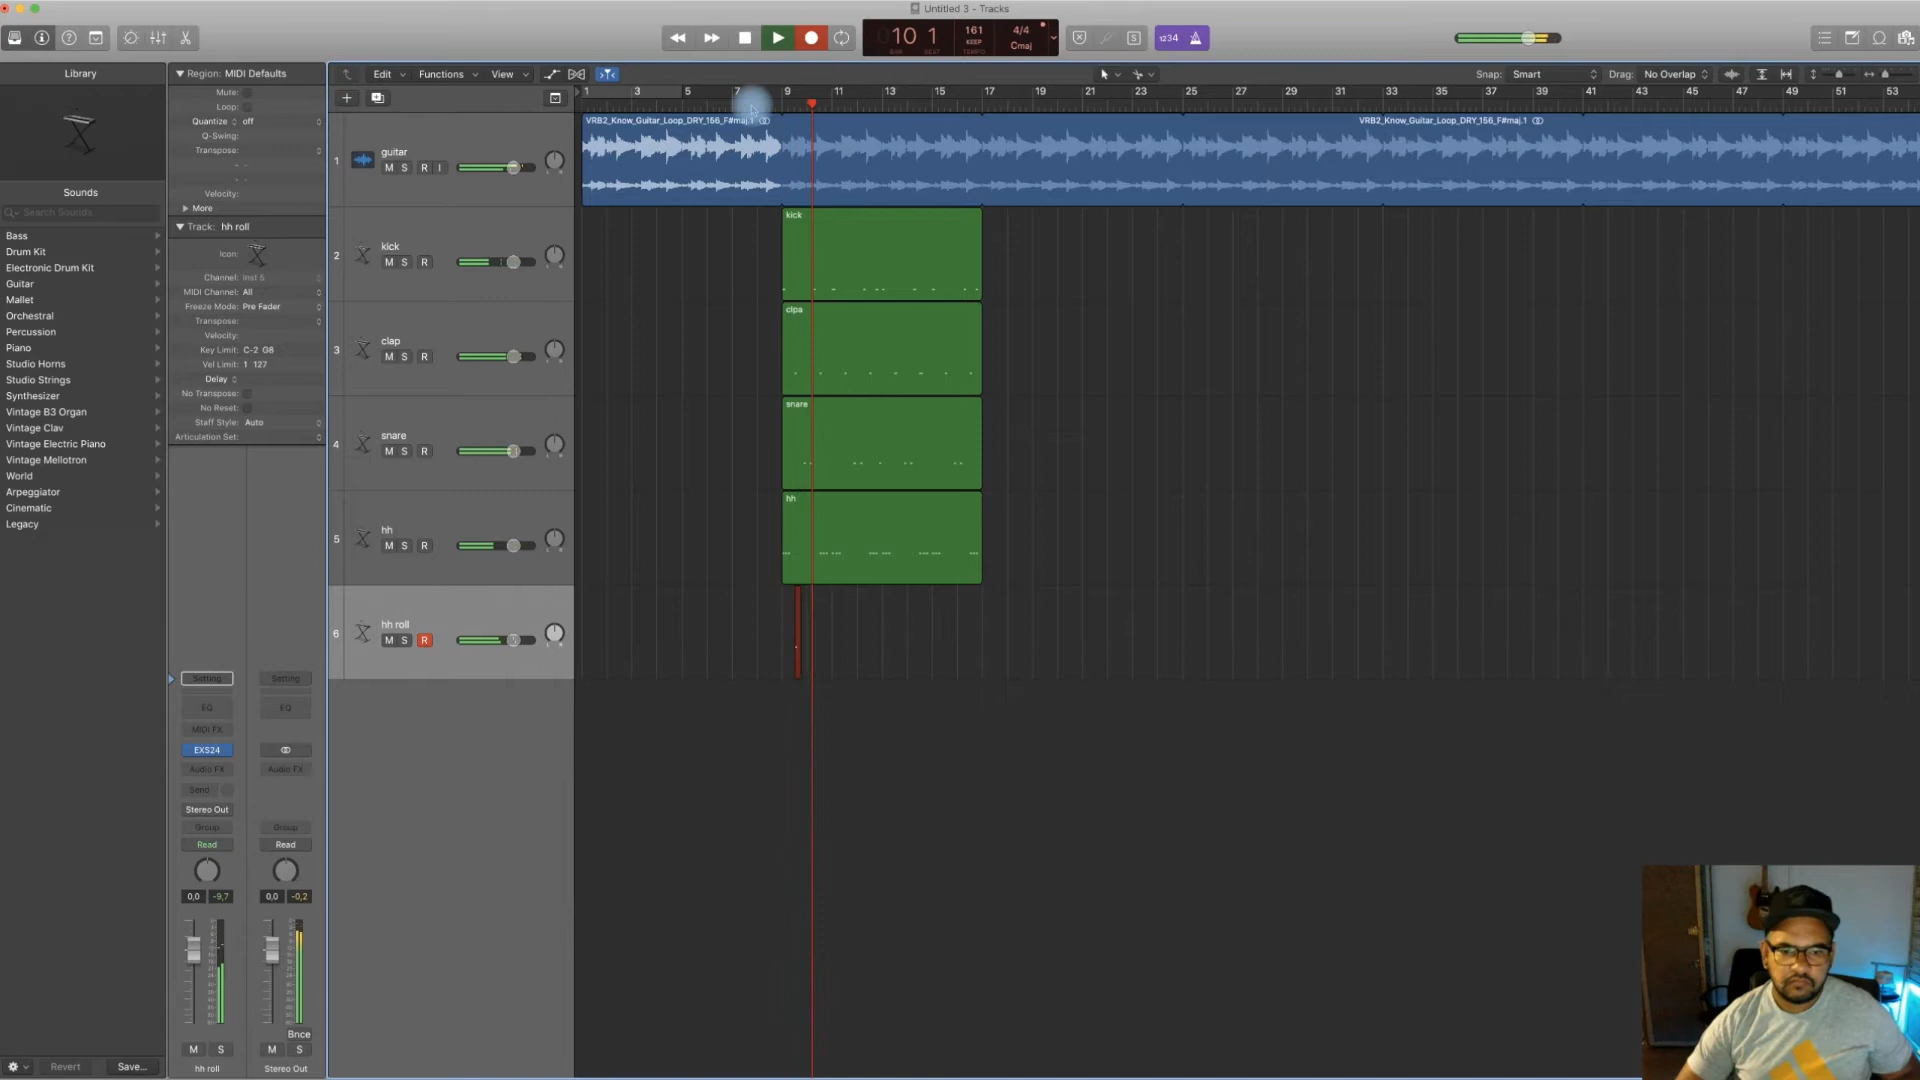 Untitled 3 - Tracks
10 1
BAR BEAT
161
KEEP
TEMPO
4/4
Cmaj
1234
Library
Region: MIDI Defaults
Edit
Functions
View
Snap: Smart
Drag: No Overlap
Mute:
Loop:
Quantize off
Q-Swing:
Transpose:
Velocity:
More
1 3 5 7 9 11 13 15 17 19 21 23 25 27 29 31 33 35 37 39 41 43 45 47 49 51 53
VRB2_Know_Guitar_Loop_DRY_156_F#maj.1
VRB2_Know_Guitar_Loop_DRY_156_F#maj.1
1 guitar
M S R I
Sounds
Search Sounds
Bass
Drum Kit
Electronic Drum Kit
Guitar
Mallet
Orchestral
Percussion
Piano
Studio Horns
Studio Strings
Synthesizer
Vintage B3 Organ
Vintage Clav
Vintage Electric Piano
Vintage Mellotron
World
Arpeggiator
Cinematic
Legacy
Track: hh roll
Icon:
Channel: Inst 5
MIDI Channel: All
Freeze Mode: Pre Fader
Transpose:
Velocity:
Key Limit: C-2 G8
Vel Limit: 1 127
Delay
No Transpose:
No Reset:
Staff Style: Auto
Articulation Set:
2 kick
M S R
kick
3 clap
M S R
clpa
4 snare
M S R
snare
5 hh
M S R
hh
6 hh roll
M S R
Setting Setting
EQ EQ
MIDI FX
EXS24
Audio FX Audio FX
Send
Stereo Out
Group Group
Read Read
0,0 -9,7 0,0 -0,2
Bnce
M S M S
hh roll Stereo Out
Revert
Save...